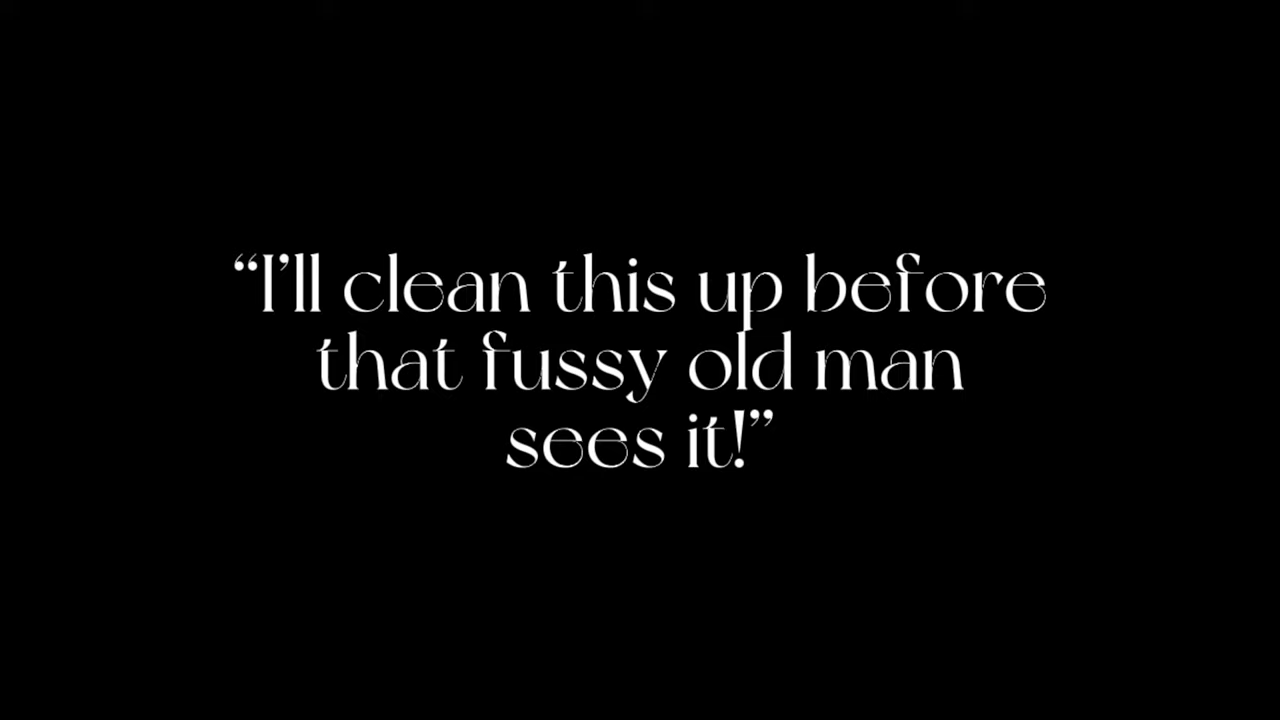 “I’ll clean this up before
that fussy old man
sees it!”